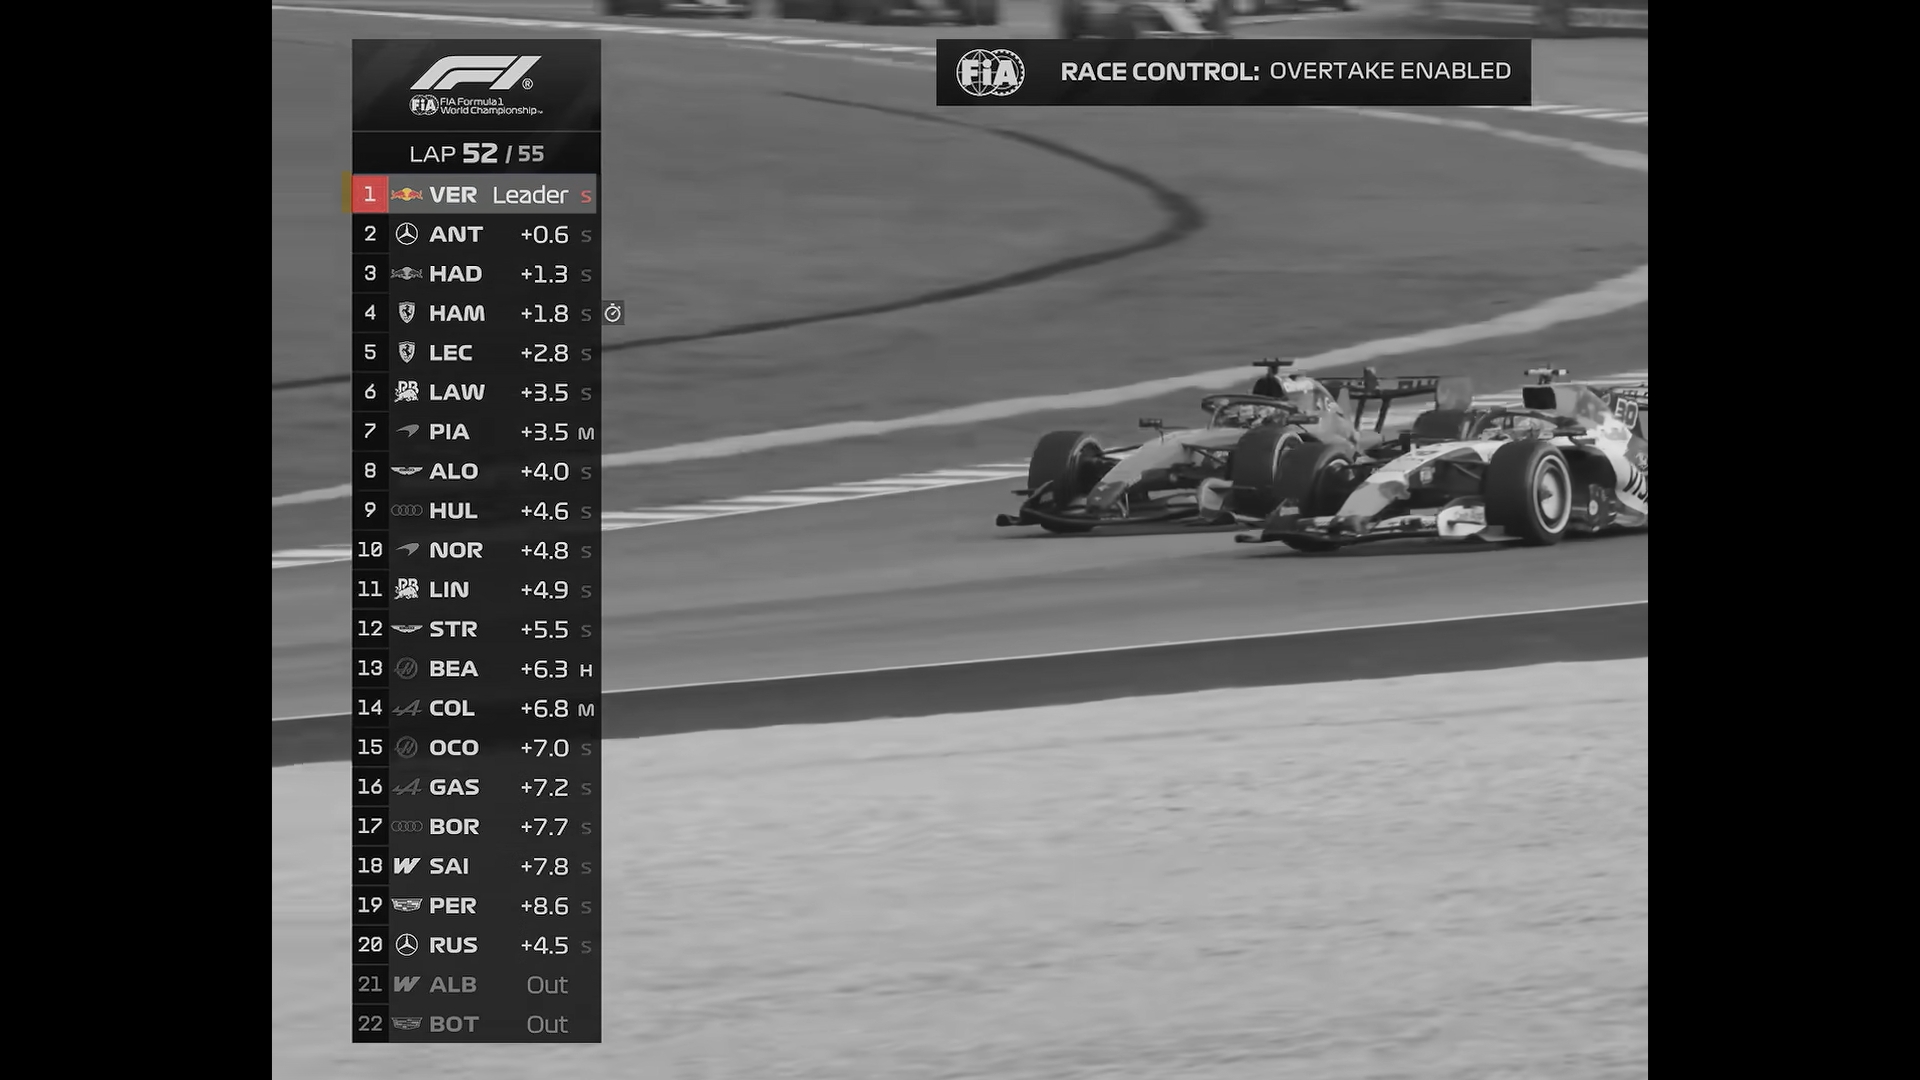 F1®
FIA FIA Formula 1
World Championship™
LAP 52 / 55
1 VER Leader S
2 ANT +0.6 S
3 HAD +1.3 S
4 HAM +1.8 S
5 LEC +2.8 S
6 LAW +3.5 S
7 PIA +3.5 M
8 ALO +4.0 S
9 HUL +4.6 S
10 NOR +4.8 S
11 LIN +4.9 S
12 STR +5.5 S
13 BEA +6.3 H
14 COL +6.8 M
15 OCO +7.0 S
16 GAS +7.2 S
17 BOR +7.7 S
18 SAI +7.8 S
19 PER +8.6 S
20 RUS +4.5 S
21 ALB Out
22 BOT Out
FIA RACE CONTROL: OVERTAKE ENABLED
30